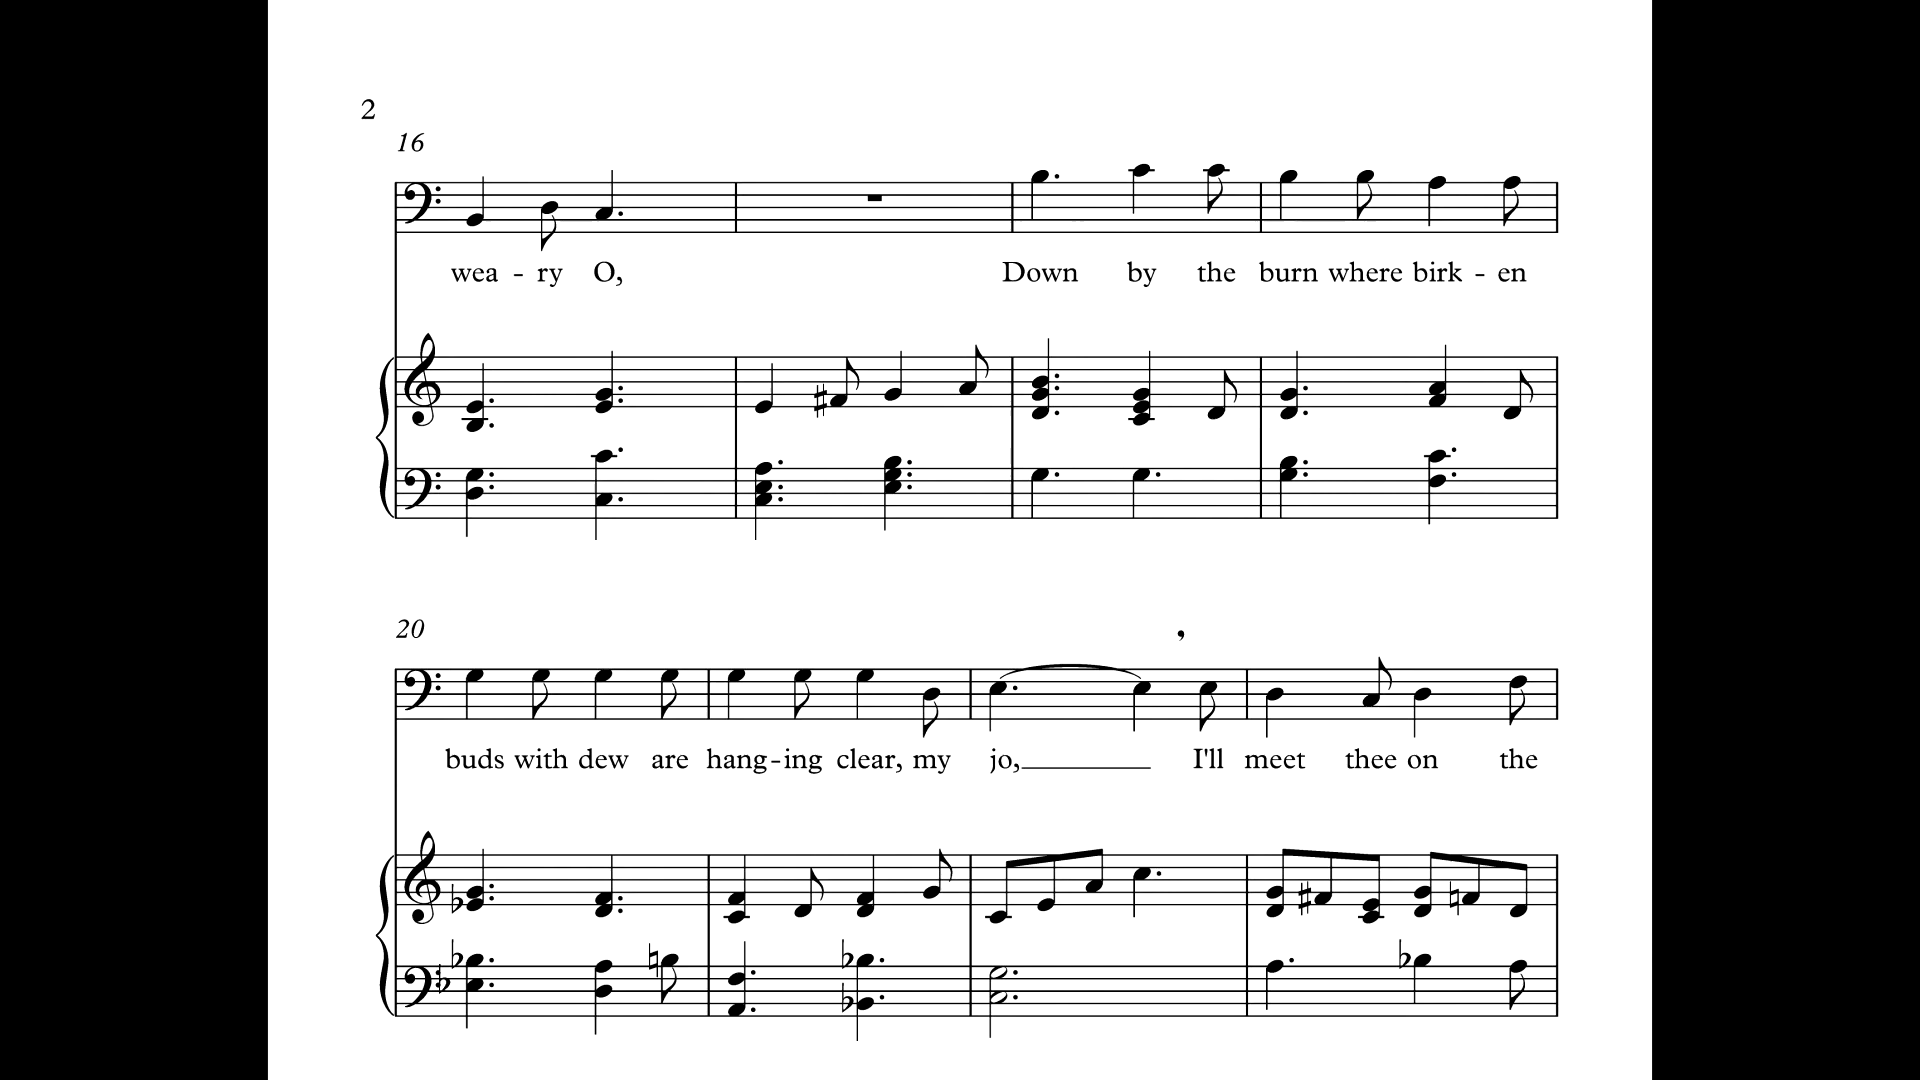 2
16
wea - ry O, Down by the burn where birk - en
20
buds with dew are hang - ing clear, my jo, I'll meet thee on the